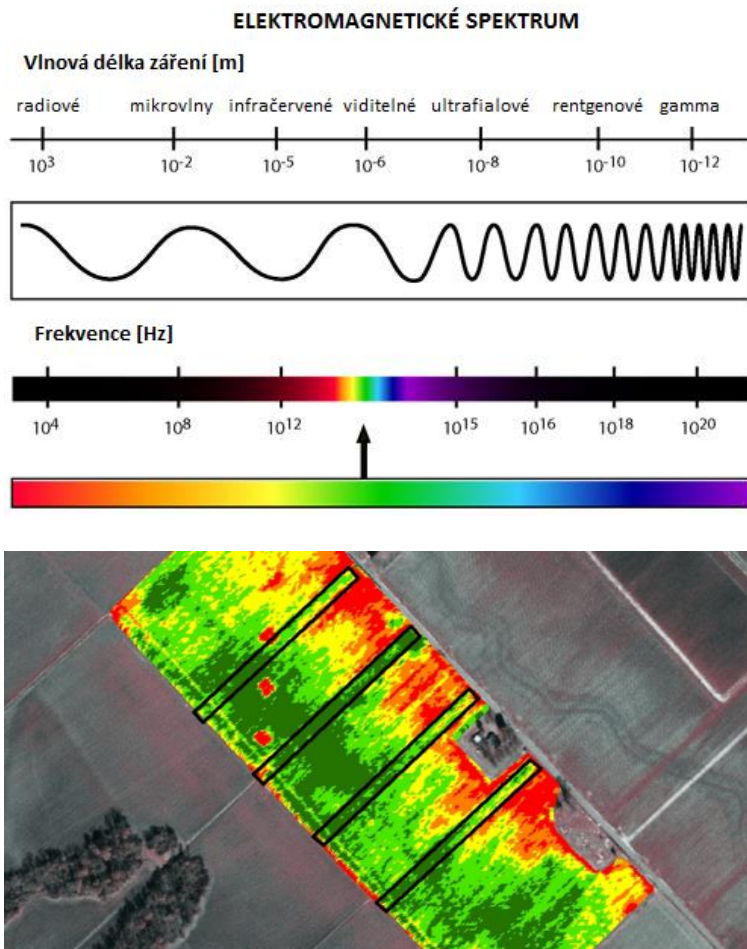 ELEKTROMAGNETICKÉ SPEKTRUM
Vlnová délka záření [m]
radiové mikrovlny infračervené viditelné ultrafialové rentgenové gamma
10³ 10⁻² 10⁻⁵ 10⁻⁶ 10⁻⁸ 10⁻¹⁰ 10⁻¹²
Frekvence [Hz]
10⁴ 10⁸ 10¹² 10¹⁵ 10¹⁶ 10¹⁸ 10²⁰